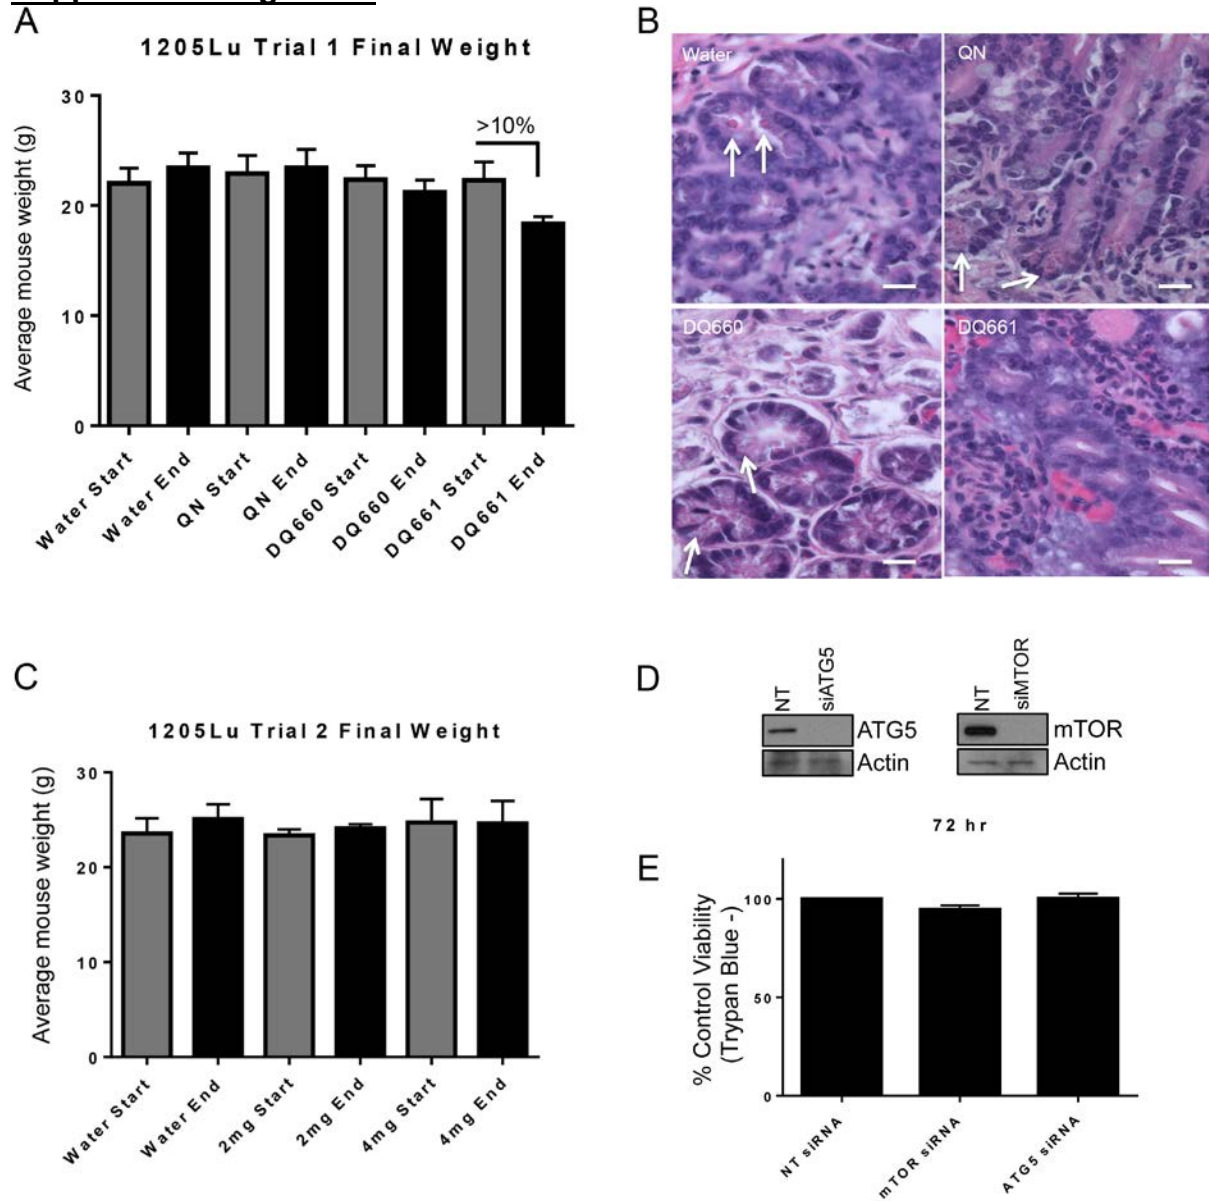 A
1205Lu Trial 1 Final Weight
Average mouse weight (g)
30
20
10
0
>10%
Water Start
Water End
QN Start
QN End
DQ660 Start
DQ660 End
DQ661 Start
DQ661 End
B
Water
QN
DQ660
DQ661
C
1205Lu Trial 2 Final Weight
Average mouse weight (g)
30
20
10
0
Water Start
Water End
2mg Start
2mg End
4mg Start
4mg End
D
NT
siATG5
ATG5
Actin
NT
siMTOR
mTOR
Actin
E
72 hr
% Control Viability
(Trypan Blue -)
100
50
0
NT siRNA
mTOR siRNA
ATG5 siRNA